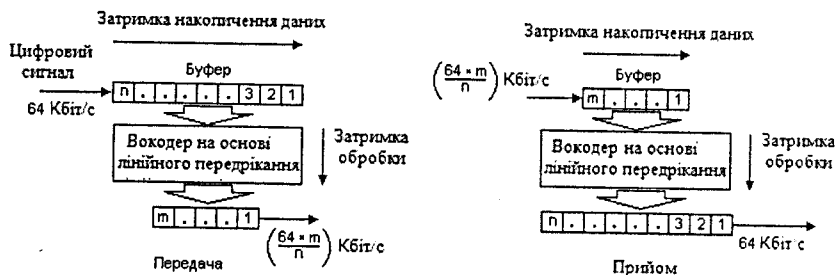 Затримка накопичення даних
Цифровий
сигнал
Буфер
64 Кбіт/с
n . . . . . 3 2 1
Вокодер на основі
лінійного передрікання
Затримка
обробки
m . . . 1
(64 * m / n) Кбіт/с
Передача
Затримка накопичення даних
(64 * m / n) Кбіт/с
Буфер
m . . . 1
Вокодер на основі
лінійного передрікання
Затримка
обробки
n . . . . . . 3 2 1
64 Кбіт/с
Прийом